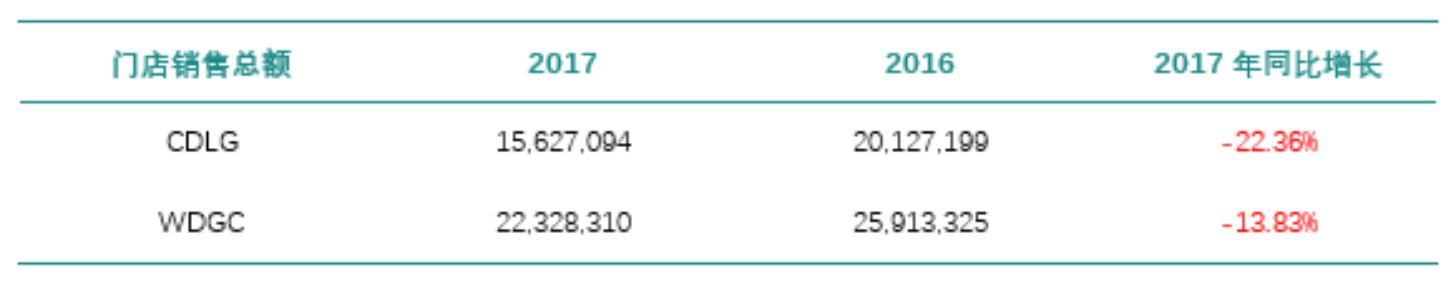 门店销售总额 2017 2016 2017 年同比增长
CDLG 15,627,094 20,127,199 -22.36%
WDGC 22,328,310 25,913,325 -13.83%